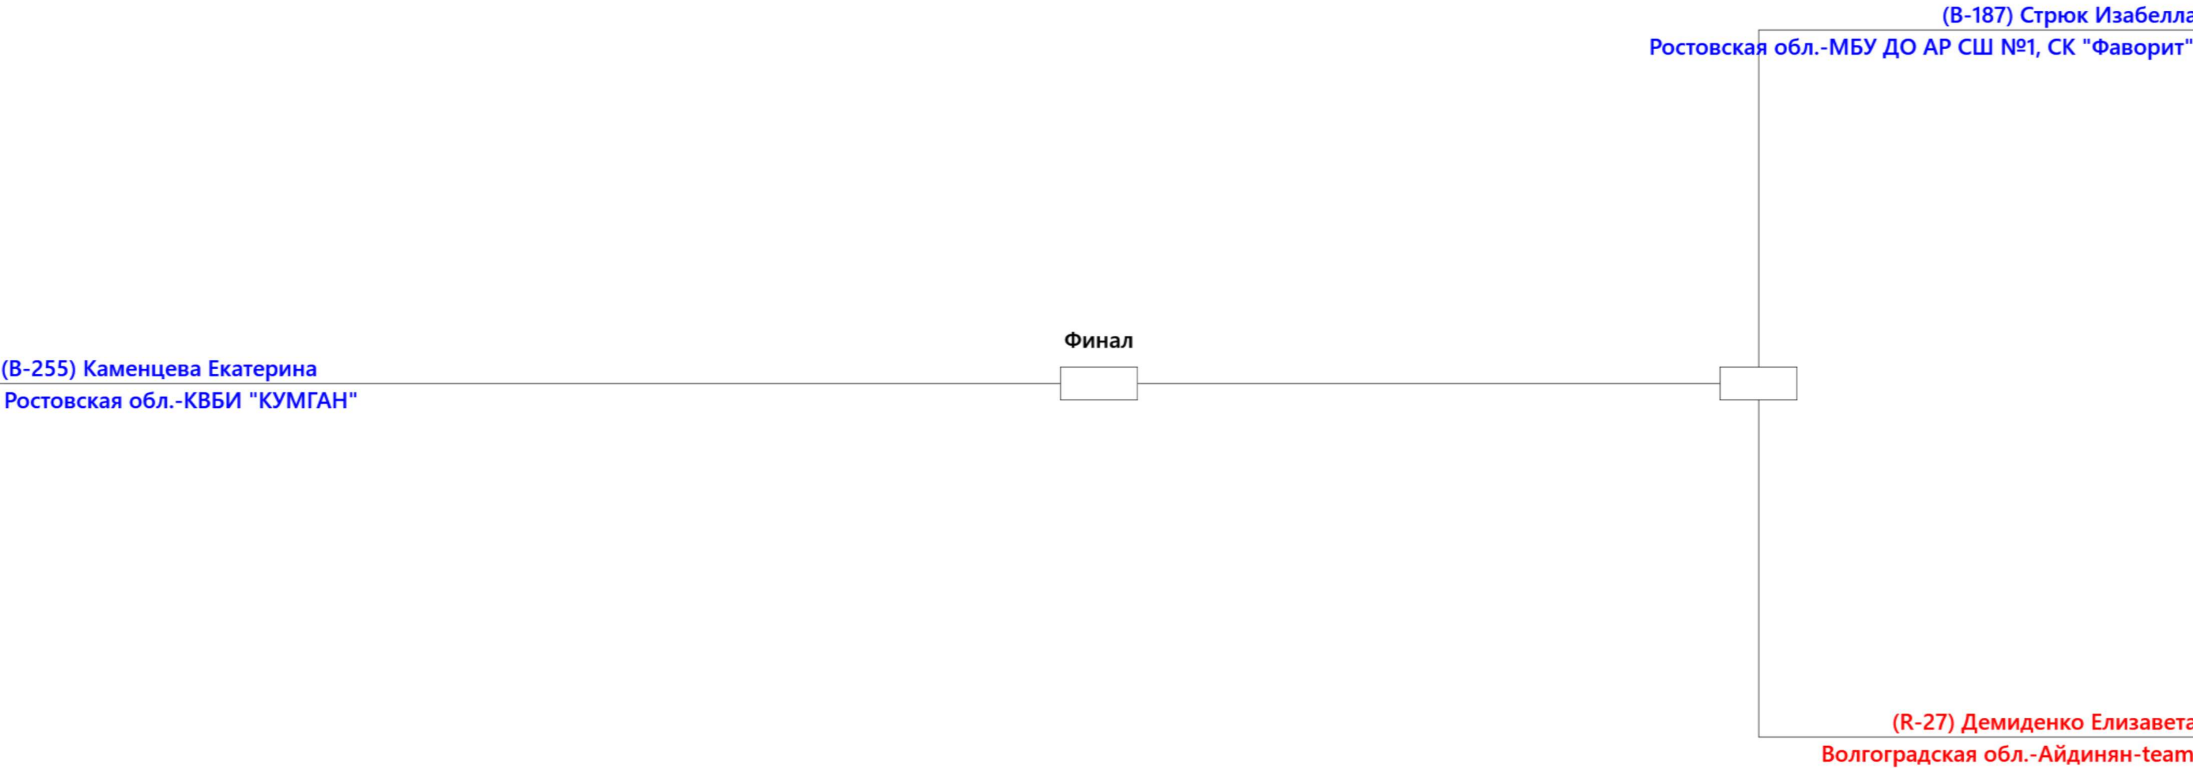 (B-187) Стрюк Изабелла
Ростовская обл.-МБУ ДО АР СШ №1, СК "Фаворит"
Финал
(B-255) Каменцева Екатерина
Ростовская обл.-КВБИ "КУМГАН"
(R-27) Демиденко Елизавета
Волгоградская обл.-Айдинян-team